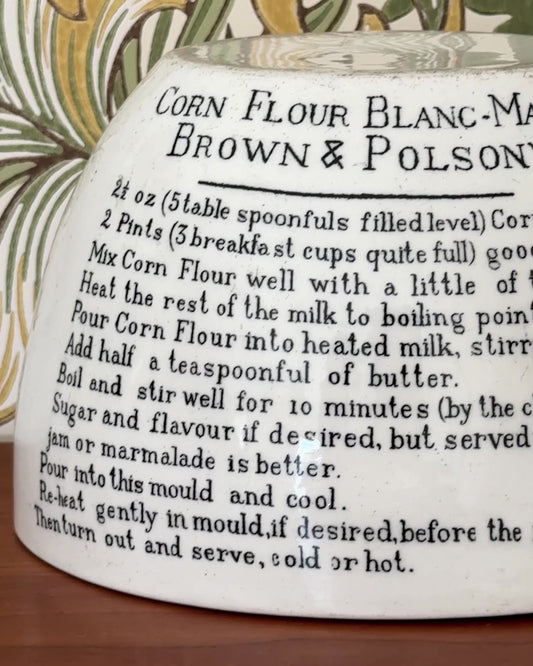 CORN FLOUR BLANC-MA
BROWN & POLSON'
2½ oz (5 table spoonfuls filled level) Cor
2 Pints (3 breakfast cups quite full) goo
Mix Corn Flour well with a little of t
Heat the rest of the milk to boiling poin
Pour Corn Flour into heated milk, stirr
Add half a teaspoonful of butter.
Boil and stir well for 10 minutes (by the c
Sugar and flavour if desired, but served
jam or marmalade is better.
Pour into this mould and cool.
Re-heat gently in mould, if desired, before the
Then turn out and serve, cold or hot.